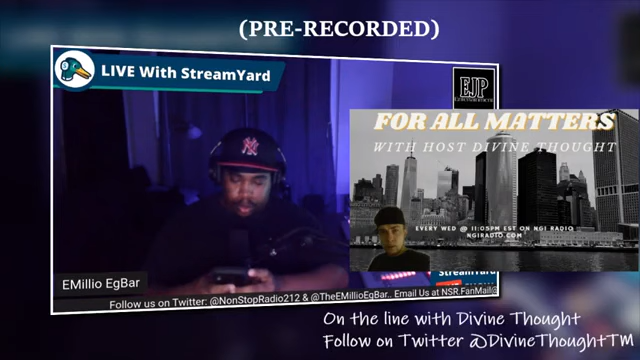 (PRE-RECORDED)
LIVE With StreamYard
EJP
FOR ALL MATTERS
WITH HOST DIVINE THOUGHT
EVERY WED @ 11:05PM EST ON NGI RADIO
NGIRADIO.COM
EMillio EgBar
StreamYard
Follow us on Twitter: @NonStopRadio212 & @TheEMillioEgBar.. Email Us at NSR.FanMail@
On the line with Divine Thought
Follow on Twitter @DivineThoughtTM